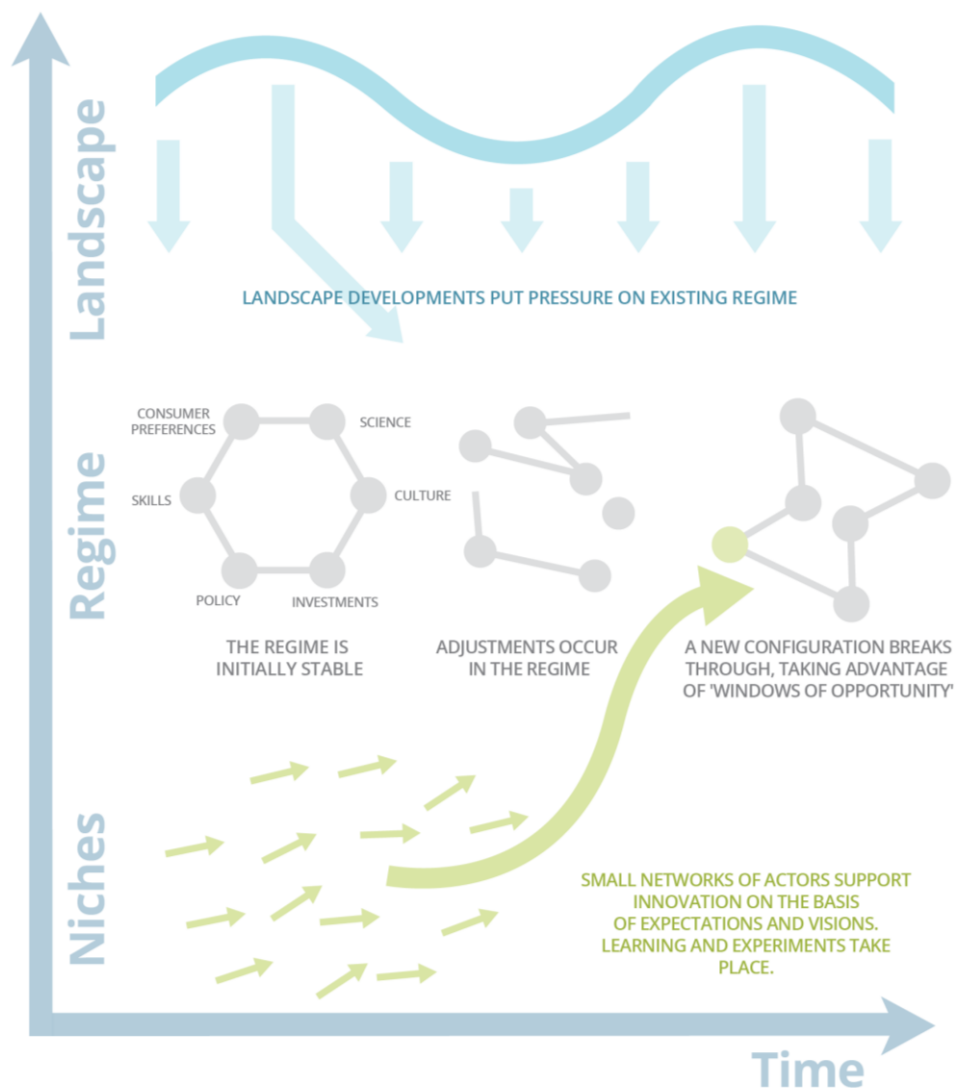 Landscape
LANDSCAPE DEVELOPMENTS PUT PRESSURE ON EXISTING REGIME
Regime
CONSUMER
PREFERENCES
SCIENCE
SKILLS
CULTURE
POLICY
INVESTMENTS
THE REGIME IS
INITIALLY STABLE
ADJUSTMENTS OCCUR
IN THE REGIME
A NEW CONFIGURATION BREAKS
THROUGH, TAKING ADVANTAGE
OF 'WINDOWS OF OPPORTUNITY'
Niches
SMALL NETWORKS OF ACTORS SUPPORT
INNOVATION ON THE BASIS
OF EXPECTATIONS AND VISIONS.
LEARNING AND EXPERIMENTS TAKE
PLACE.
Time